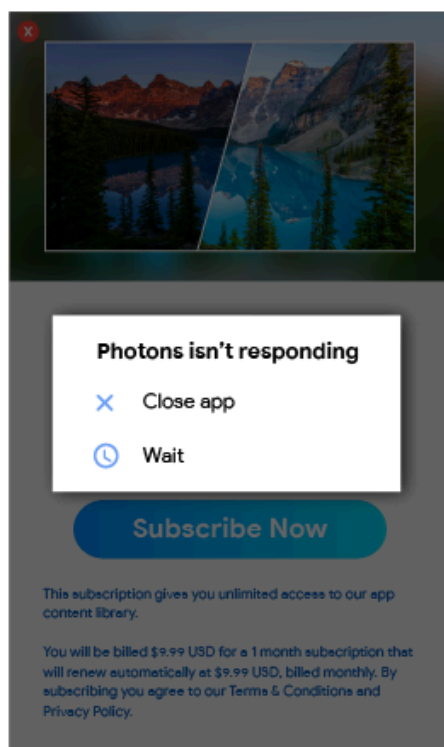 X
Photons isn't responding
Close app
Wait
Subscribe Now
This subscription gives you unlimited access to our app
content library.
You will be billed $9.99 USD for a 1 month subscription that
will renew automatically at $9.99 USD, billed monthly. By
subscribing you agree to our Terms & Conditions and
Privacy Policy.